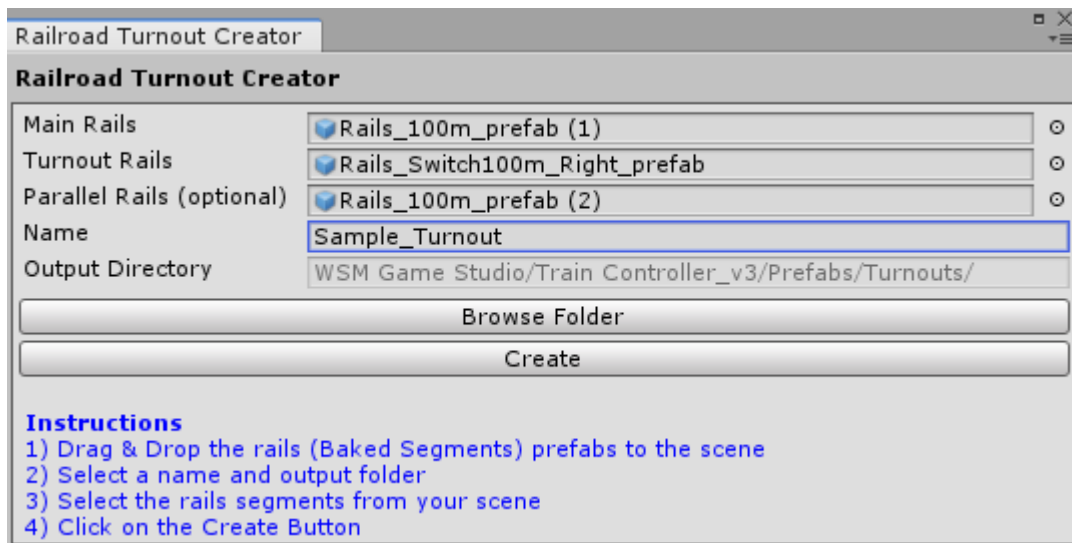 Railroad Turnout Creator
Railroad Turnout Creator
Main Rails Rails_100m_prefab (1)
Turnout Rails Rails_Switch100m_Right_prefab
Parallel Rails (optional) Rails_100m_prefab (2)
Name Sample_Turnout
Output Directory WSM Game Studio/Train Controller_v3/Prefabs/Turnouts/
Browse Folder
Create
Instructions
1) Drag & Drop the rails (Baked Segments) prefabs to the scene
2) Select a name and output folder
3) Select the rails segments from your scene
4) Click on the Create Button